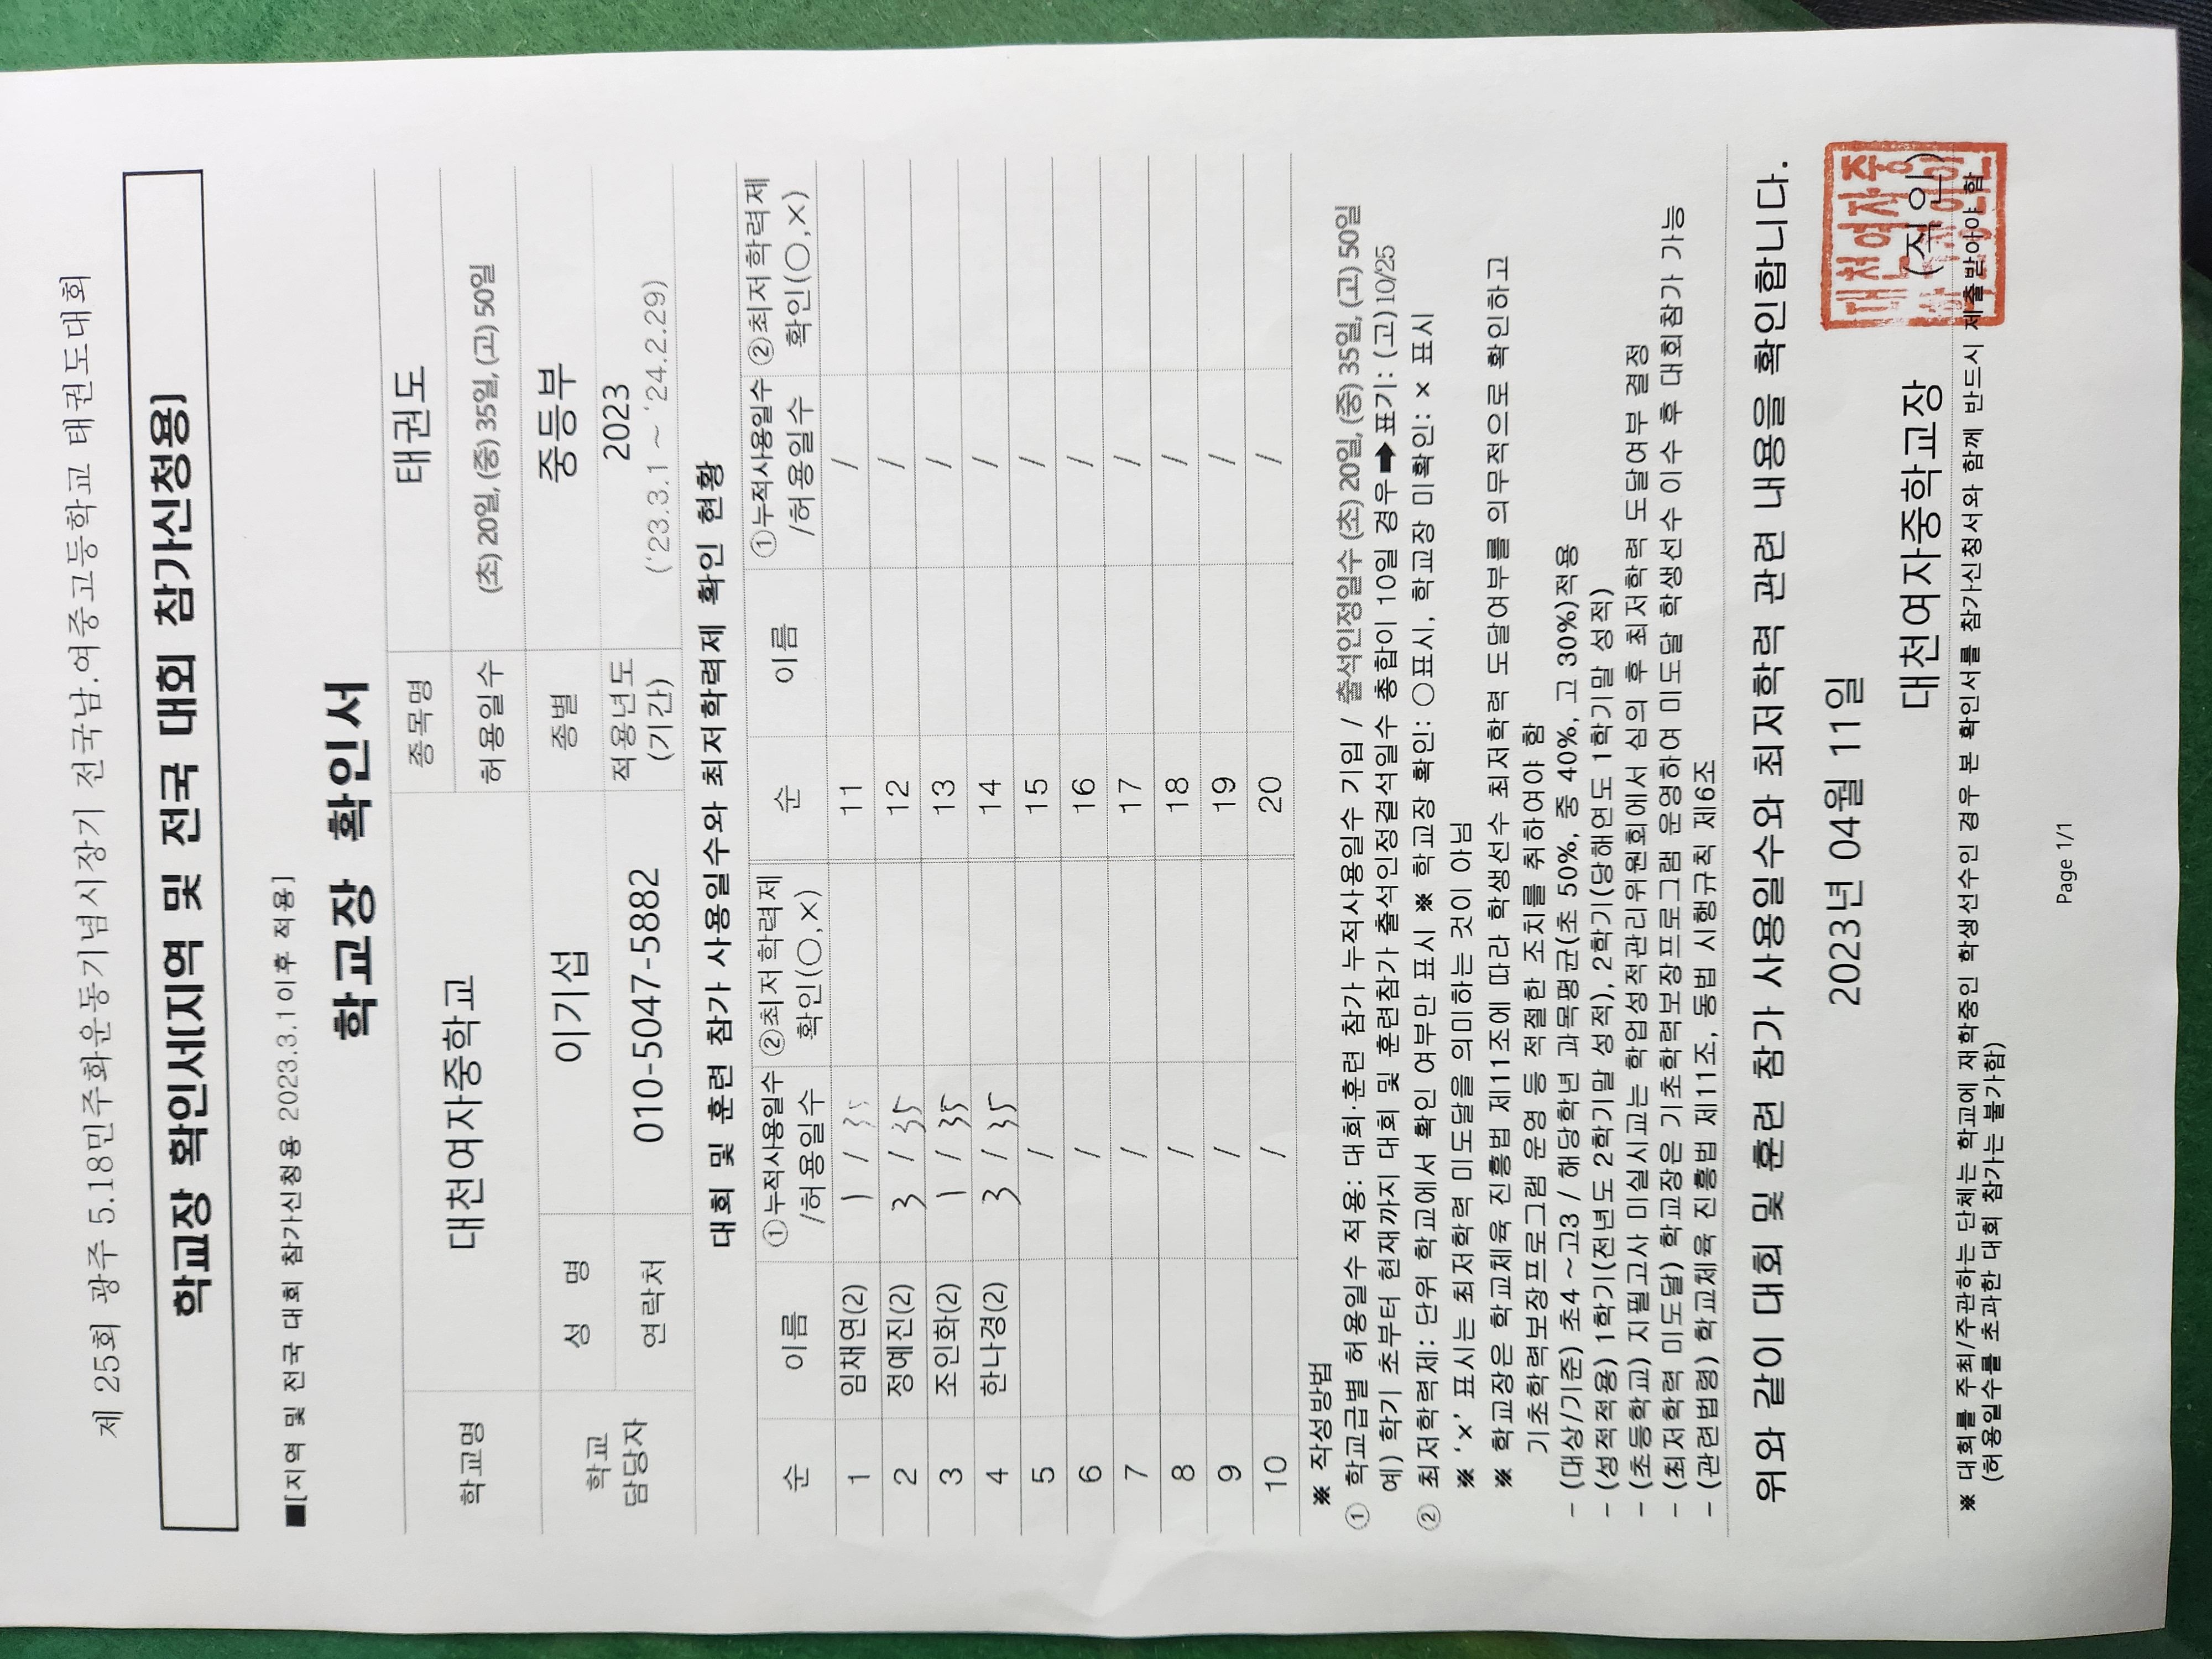 제 25회 광주 5.18민주화운동기념시장기 전국남.여중고등학교 태권도대회
학교장 확인서[지역 및 전국 대회 참가신청용]
■[지역 및 전국 대회 참가신청용 2023.3.1이후 적용]
학교장 확인서
학교명 대천여자중학교 종목명 태권도
허용일수 (초) 20일, (중) 35일, (고) 50일
학교 담당자 성 명 이기섭 종별 중등부
연락처 010-5047-5882 적용년도 (기간) 2023 ('23.3.1 ~ '24.2.29)
대회 및 훈련 참가 사용일수와 최저학력제 확인 현황
순 이름 ①누적사용일수 /허용일수 ②최저학력제 확인(○,×) 순 이름 ①누적사용일수 /허용일수 ②최저학력제 확인(○,×)
1 임채연(2) 1 / 35 11 /
2 정예진(2) 3 / 35 12 /
3 조인화(2) 1 / 35 13 /
4 한나경(2) 3 / 35 14 /
5 / 15 /
6 / 16 /
7 / 17 /
8 / 18 /
9 / 19 /
10 / 20 /
※ 작성방법
① 학교급별 허용일수 적용: 대회·훈련 참가 누적사용일수 기입 / 출석인정일수 (초) 20일, (중) 35일, (고) 50일
예) 학기 초부터 현재까지 대회 및 훈련참가 출석인정결석일수 총합이 10일 경우➡표기: (고) 10/25
② 최저학력제: 단위 학교에서 확인 여부만 표시 ※ 학교장 확인: ○표시, 학교장 미확인: × 표시
※ '×' 표시는 최저학력 미도달을 의미하는 것이 아님
※ 학교장은 학교체육 진흥법 제11조에 따라 학생선수 최저학력 도달여부를 의무적으로 확인하고
기초학력보장프로그램 운영 등 적절한 조치를 취하여야 함
- (대상/기준) 초4 ~고3 / 해당학년 과목평균(초 50%, 중 40%, 고 30%)적용
- (성적적용) 1학기(전년도 2학기말 성적), 2학기(당해연도 1학기말 성적)
- (초등학교) 지필고사 미실시교는 학업성적관리위원회에서 심의 후 최저학력 도달여부 결정
- (최저학력 미도달) 학교장은 기초학력보장프로그램 운영하여 미도달 학생선수 이수 후 대회참가 가능
- (관련법령) 학교체육 진흥법 제11조, 동법 시행규칙 제6조
위와 같이 대회 및 훈련 참가 사용일수와 최저학력 관련 내용을 확인합니다.
2023년 04월 11일
대천여자중학교장 (직인)
대천여자중
※ 대회를 주최/주관하는 단체는 학교에 재학중인 학생선수인 경우 본 확인서를 참가신청서와 함께 반드시 제출받아야 함
(허용일수를 초과한 대회 참가는 불가함)
Page 1/1